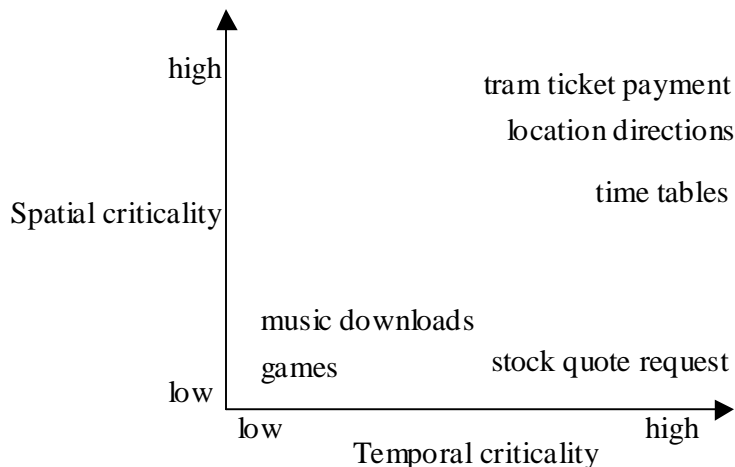 high
tram ticket payment
location directions
time tables
Spatial criticality
music downloads
games
stock quote request
low
low
high
Temporal criticality